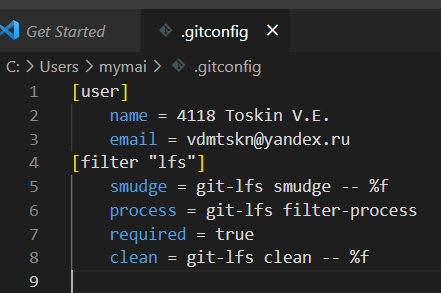 Get Started
.gitconfig
C: > Users > mymai > .gitconfig
1 [user]
2 name = 4118 Toskin V.E.
3 email = vdmtskn@yandex.ru
4 [filter "lfs"]
5 smudge = git-lfs smudge -- %f
6 process = git-lfs filter-process
7 required = true
8 clean = git-lfs clean -- %f
9